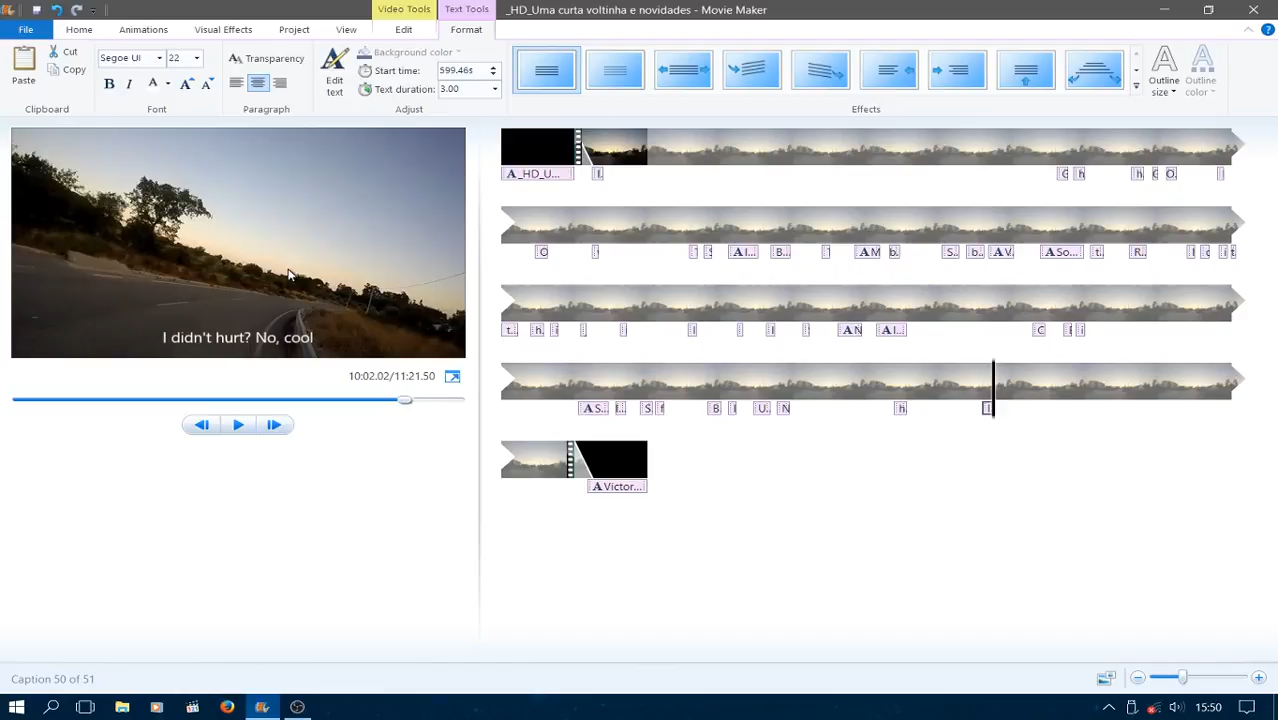 Video Tools
Text Tools
_HD_Uma curta voltinha e novidades - Movie Maker
File
Home
Animations
Visual Effects
Project
View
Edit
Format
Paste
Cut
Copy
Clipboard
Segoe UI
22
B I A A A
Font
Transparency
Paragraph
Edit text
Background color
Start time: 599.46s
Text duration: 3.00
Adjust
Effects
Outline size
Outline color
I didn't hurt? No, cool
10:02.02/11:21.50
A _HD_U...
h
h
O.
O
S
A I...
B...
A M
b.
S..
b.
A V.
A So...
t..
R..
t..
h.
i
A N
A I...
C
i
A S...
I...
S
f
B
U.
N
h
A Victor...
Caption 50 of 51
15:50